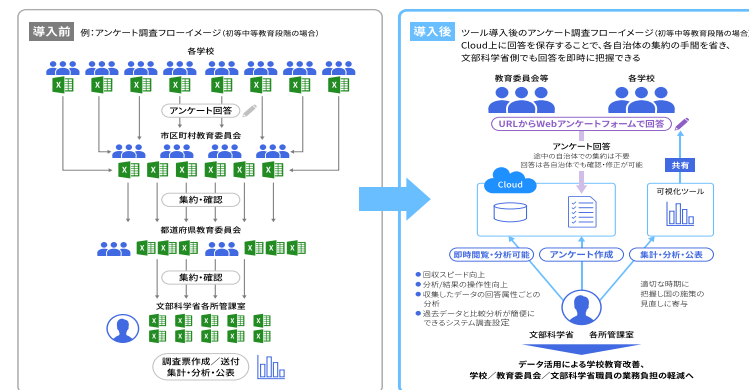 導入前 例：アンケート調査フローイメージ(初等中等教育段階の場合)
各学校
アンケート回答
市区町村教育委員会
集約・確認
都道府県教育委員会
集約・確認
文部科学省各所管課室
調査票作成／送付
集計・分析・公表
導入後 ツール導入後のアンケート調査フローイメージ(初等中等教育段階の場合)
Cloud上に回答を保存することで、各自治体の集約の手間を省き、
文部科学省側でも回答を即時に把握できる
教育委員会等 各学校
URLからWebアンケートフォームで回答
アンケート回答
途中の自治体での集約は不要
回答は各自治体でも確認・修正が可能
共有
Cloud
可視化ツール
即時閲覧・分析可能 アンケート作成 集計・分析・公表
●回収スピード向上
●分析/結果の操作性向上
●収集したデータの回答属性ごとの
分析
●過去データと比較分析が簡便に
できるシステム調査設定
適切な時期に
把握し国の施策の
見直しに寄与
文部科学省 各所管課室
データ活用による学校教育改善、
学校／教育委員会／文部科学省職員の業務負担の軽減へ